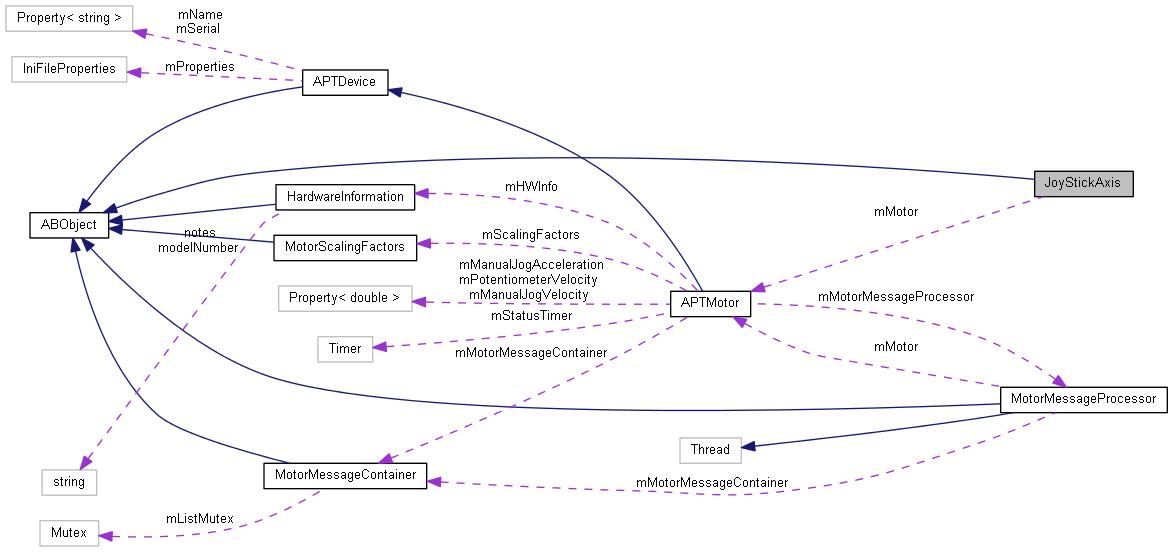 mName
mSerial
Property< string >
mProperties
IniFileProperties
APTDevice
JoyStickAxis
mHWInfo
HardwareInformation
mMotor
ABObject
notes
modelNumber
mScalingFactors
MotorScalingFactors
mManualJogAcceleration
mPotentiometerVelocity
mManualJogVelocity
Property< double >
APTMotor
mMotorMessageProcessor
mStatusTimer
Timer
mMotorMessageContainer
mMotor
MotorMessageProcessor
Thread
MotorMessageContainer
string
mMotorMessageContainer
mListMutex
Mutex